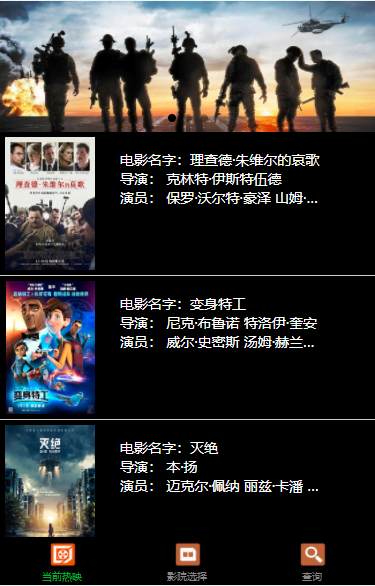 理查德·朱维尔的哀歌
电影名字：理查德·朱维尔的哀歌
导演： 克林特·伊斯特伍德
演员： 保罗·沃尔特·豪泽 山姆·...
变身特工
电影名字：变身特工
导演： 尼克·布鲁诺 特洛伊·奎安
演员： 威尔·史密斯 汤姆·赫兰...
灭绝
电影名字：灭绝
导演： 本·扬
演员： 迈克尔·佩纳 丽兹·卡潘 ...
当前热映
影院选择
查询